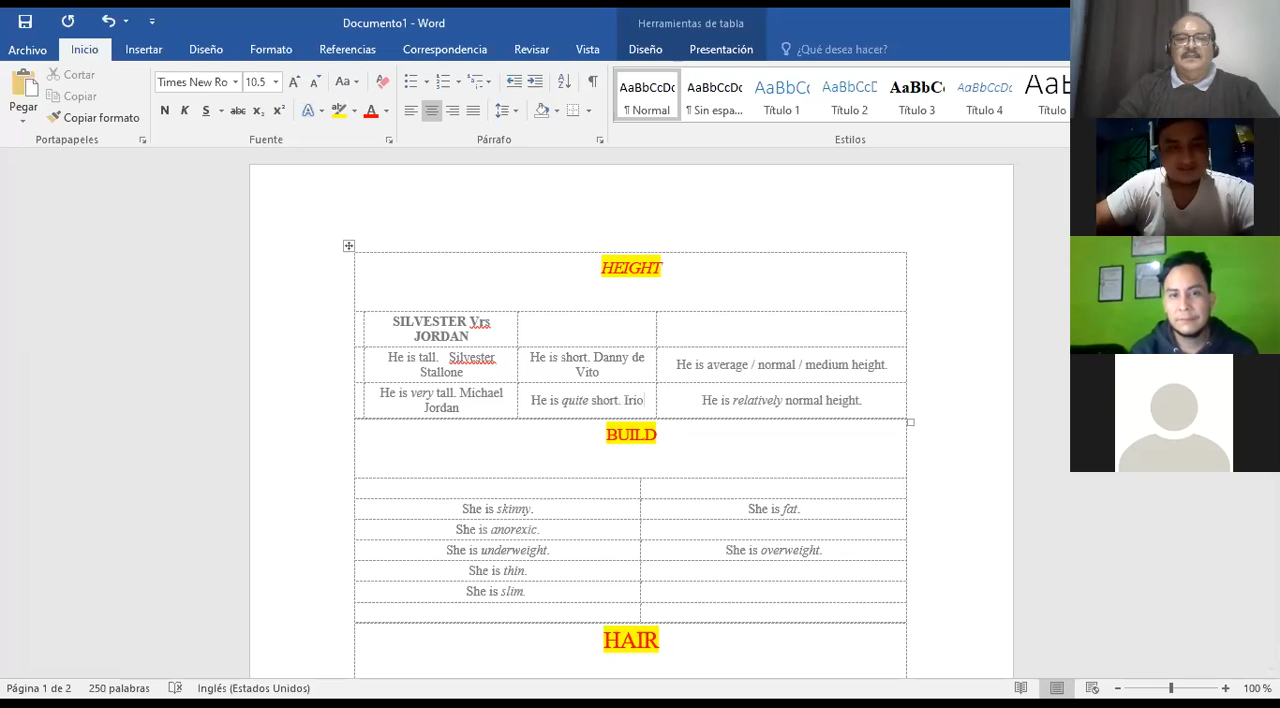 Documento1 - Word
Herramientas de tabla
Archivo
Inicio
Insertar
Diseño
Formato
Referencias
Correspondencia
Revisar
Vista
Diseño
Presentación
¿Qué desea hacer?
Pegar
Cortar
Copiar
Copiar formato
Times New Ro
10.5
Aa
N K S abc x₂ x²
AaBbCcDc
¶ Normal
AaBbCcDc
¶ Sin espa...
AaBbCc
Título 1
AaBbCcD
Título 2
AaBbC
Título 3
AaBbCcDc
Título 4
AaB
Título
Portapapeles
Fuente
Párrafo
Estilos
HEIGHT
SILVESTER Vrs
JORDAN
He is tall. Silvester
Stallone
He is short. Danny de
Vito
He is average / normal / medium height.
He is very tall. Michael
Jordan
He is quite short. Irio
He is relatively normal height.
BUILD
She is skinny.
She is fat.
She is anorexic.
She is underweight.
She is overweight.
She is thin.
She is slim.
HAIR
Página 1 de 2
250 palabras
Inglés (Estados Unidos)
100 %